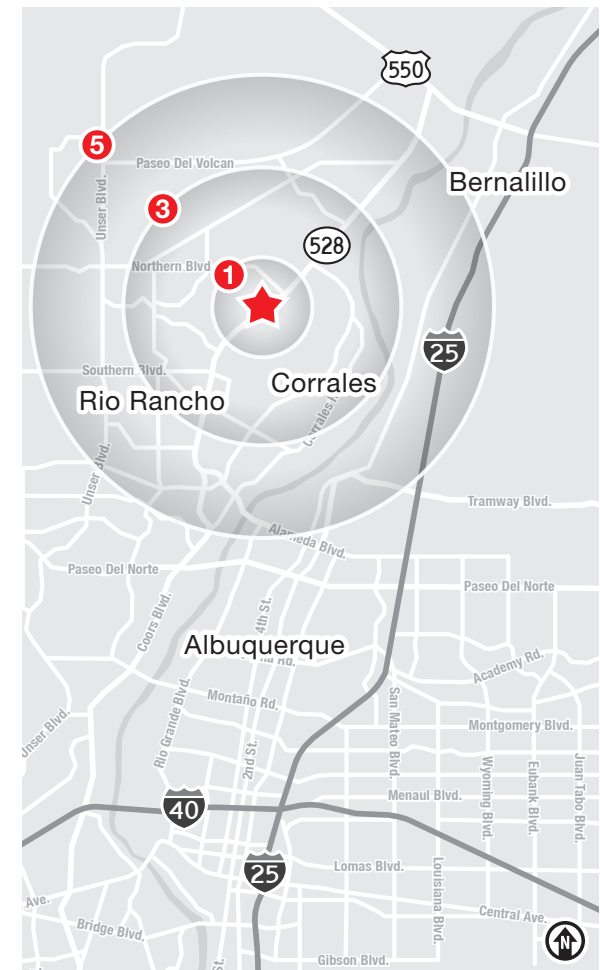 550
5
Paseo Del Volcan
Bernalillo
Unser Blvd.
3
528
Northern Blvd
1
25
Southern Blvd.
Corrales
Rio Rancho
Corrales
Unser Blvd.
Tramway Blvd.
Alameda Blvd.
Paseo Del Norte
Paseo Del Norte
Coors Blvd.
4th St.
Albuquerque
Rd.
Academy Rd.
Montaño Rd.
San Mateo Blvd.
Rio Grande Blvd.
Unser Blvd.
Montgomery Blvd.
2nd St.
Wyoming Blvd.
Eubank Blvd.
Juan Tabo Blvd.
Menaul Blvd.
40
25
Lomas Blvd.
Louisiana Blvd.
Ave.
Central Ave.
Bridge Blvd.
N
St.
Gibson Blvd.